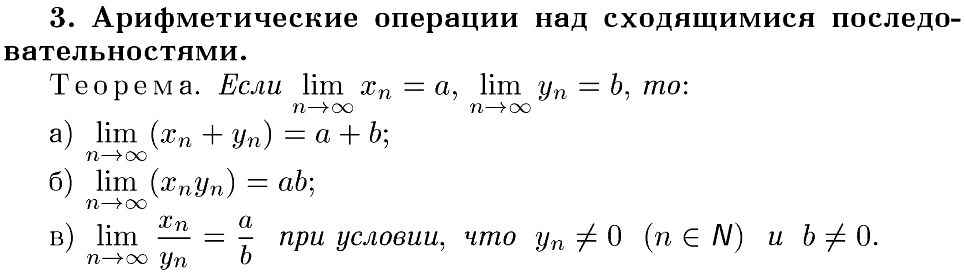 3. Арифметические операции над сходящимися последо-
вательностями.
Теорема. Если lim_{n→∞} x_n = a, lim_{n→∞} y_n = b, то:
а) lim_{n→∞} (x_n + y_n) = a + b;
б) lim_{n→∞} (x_n y_n) = ab;
в) lim_{n→∞} x_n/y_n = a/b при условии, что y_n ≠ 0 (n ∈ N) и b ≠ 0.